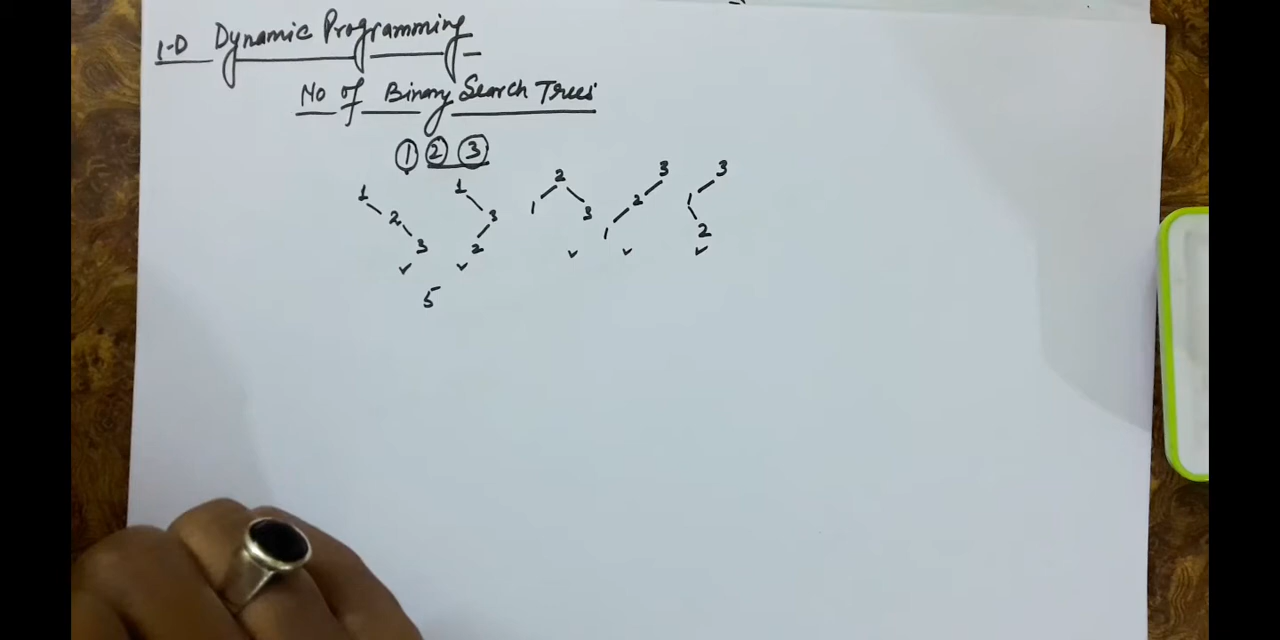 1-D Dynamic Programming
No of Binary Search Trees
1 2 3
1 1 2 3 3
2 3 1 3 2 1
3 2 1 2
5